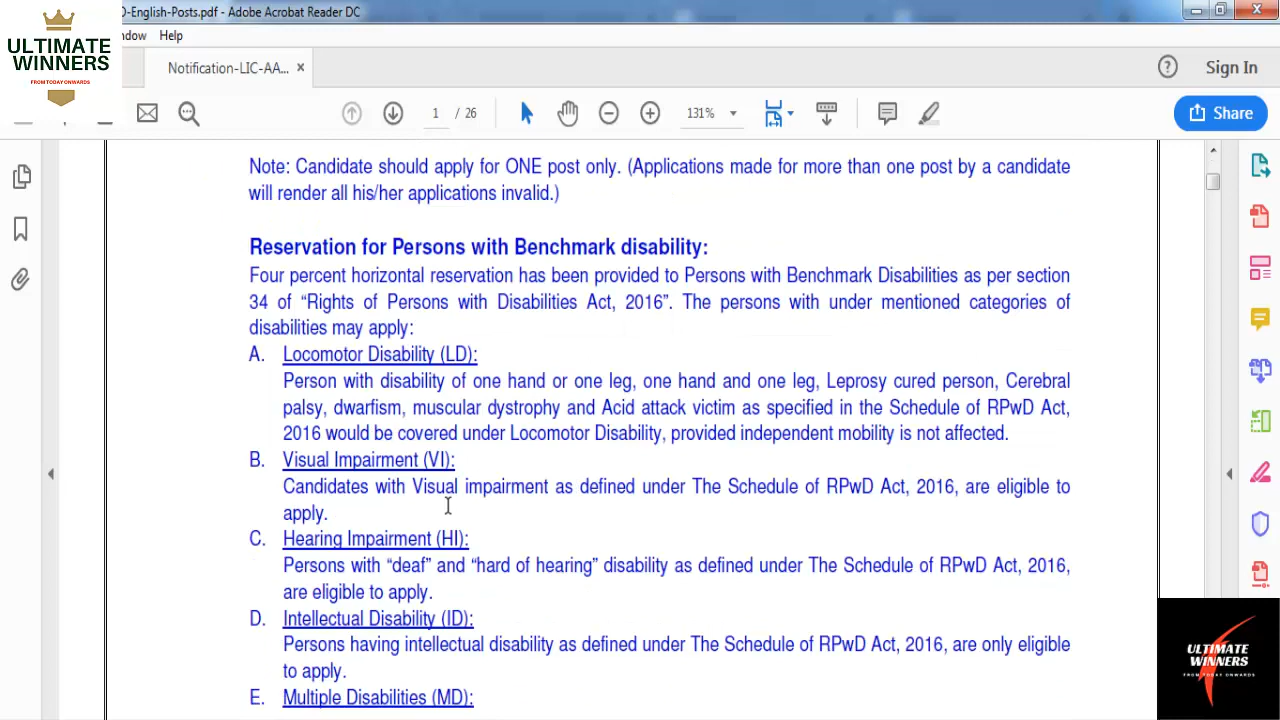 O-English-Posts.pdf - Adobe Acrobat Reader DC
ULTIMATE
WINNERS
FROM TODAY ONWARDS
ndow Help
Notification-LIC-AA... ×
Sign In
1 / 26
131%
Share
Note: Candidate should apply for ONE post only. (Applications made for more than one post by a candidate
will render all his/her applications invalid.)
Reservation for Persons with Benchmark disability:
Four percent horizontal reservation has been provided to Persons with Benchmark Disabilities as per section
34 of “Rights of Persons with Disabilities Act, 2016”. The persons with under mentioned categories of
disabilities may apply:
A. Locomotor Disability (LD):
Person with disability of one hand or one leg, one hand and one leg, Leprosy cured person, Cerebral
palsy, dwarfism, muscular dystrophy and Acid attack victim as specified in the Schedule of RPwD Act,
2016 would be covered under Locomotor Disability, provided independent mobility is not affected.
B. Visual Impairment (VI):
Candidates with Visual impairment as defined under The Schedule of RPwD Act, 2016, are eligible to
apply.
C. Hearing Impairment (HI):
Persons with “deaf” and “hard of hearing” disability as defined under The Schedule of RPwD Act, 2016,
are eligible to apply.
D. Intellectual Disability (ID):
Persons having intellectual disability as defined under The Schedule of RPwD Act, 2016, are only eligible
to apply.
E. Multiple Disabilities (MD):
ULTIMATE
WINNERS
FROM TODAY ONWARDS